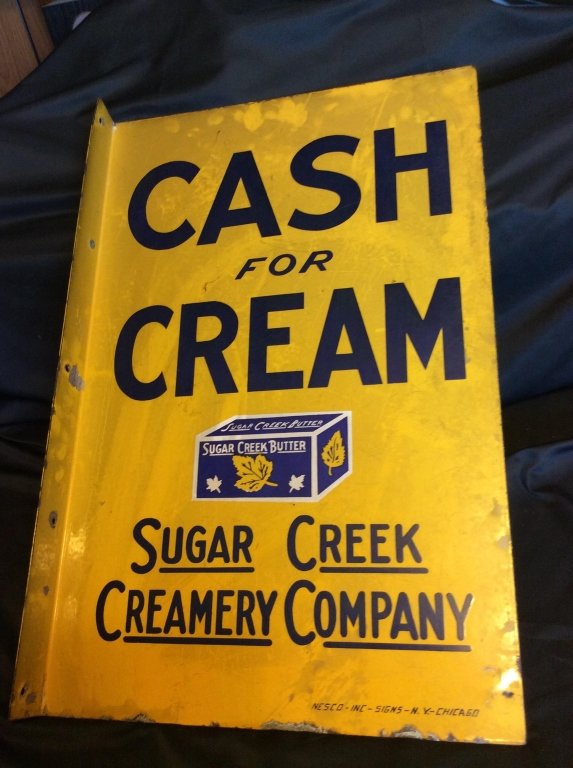 CASH
FOR
CREAM
SUGAR CREEK BUTTER
SUGAR CREEK BUTTER
SUGAR CREEK
CREAMERY COMPANY
NESCO-INC-SIGNS-N.Y.-CHICAGO